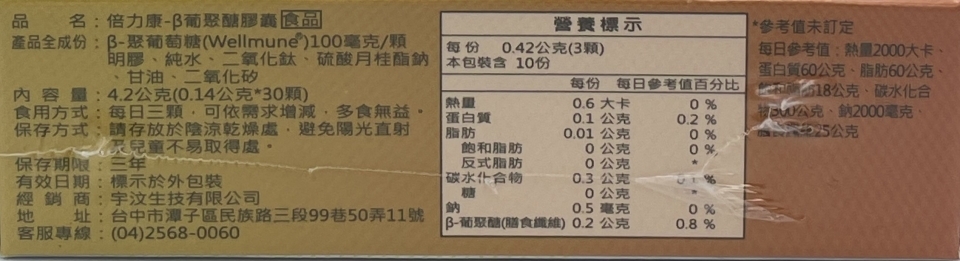 品　　名：倍力康-β葡聚醣膠囊 食品
產品全成份：β-聚葡萄糖(Wellmune®)100毫克/顆
明膠、純水、二氧化鈦、硫酸月桂酯鈉
、甘油、二氧化矽
內 容 量：4.2公克(0.14公克*30顆)
食用方式：每日三顆，可依需求增減，多食無益。
保存方式：請存放於陰涼乾燥處，避免陽光直射
及兒童不易取得處。
保存期限：三年
有效日期：標示於外包裝
經 銷 商：宇汶生技有限公司
地　　址：台中市潭子區民族路三段99巷50弄11號
客服專線：(04)2568-0060
營養標示
每份　0.42公克(3顆)
本包裝含 10份
每份　每日參考值百分比
熱量　0.6 大卡　0 %
蛋白質　0.1 公克　0.2 %
脂肪　0.01 公克　0 %
飽和脂肪　0 公克　0 %
反式脂肪　0 公克　*
碳水化合物　0.3 公克　%
糖　0 公克　*
鈉　0.5 毫克　0 %
β-葡聚醣(膳食纖維) 0.2 公克　0.8 %
*參考值未訂定
每日參考值：熱量2000大卡、
蛋白質60公克、脂肪60公克、
脂肪18公克、碳水化合
300公克、鈉2000毫克、
25公克